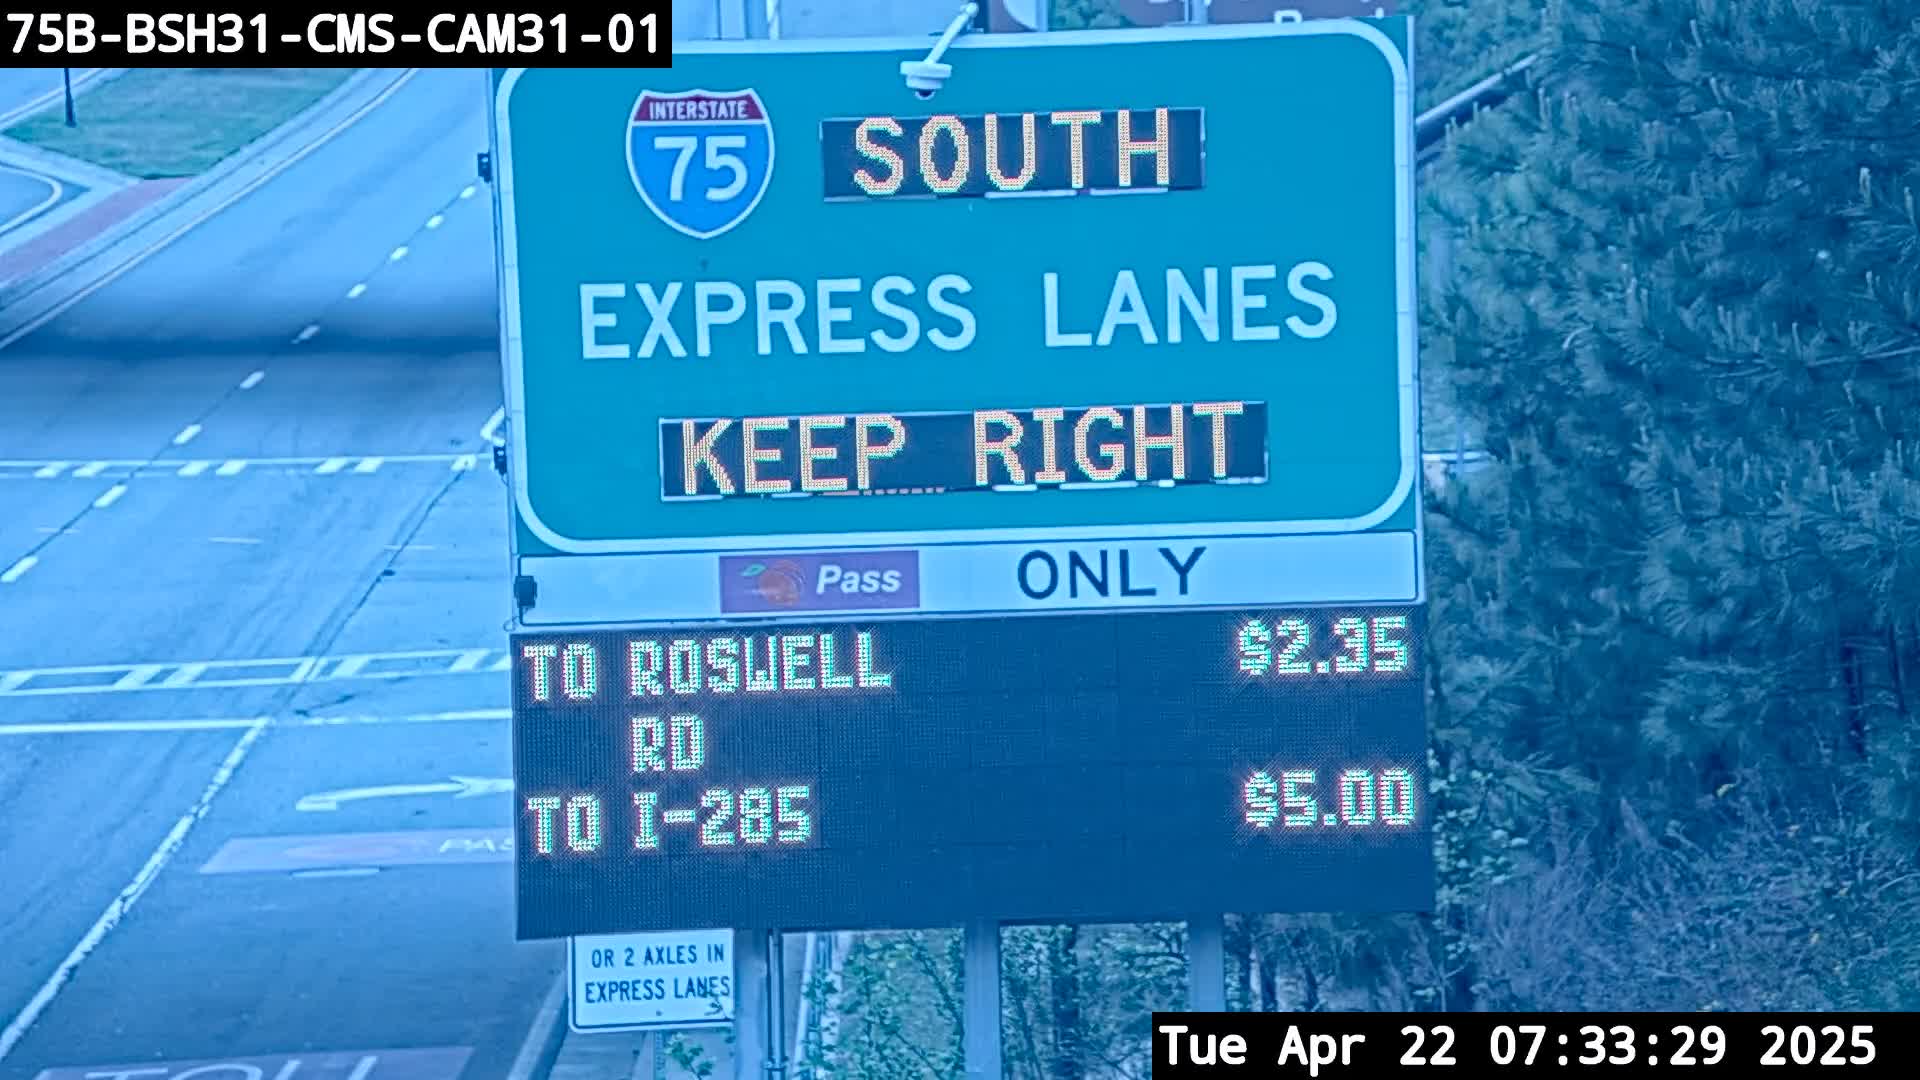 75B-BSH31-CMS-CAM31-01
INTERSTATE
75
SOUTH
EXPRESS LANES
KEEP RIGHT
Pass ONLY
TO ROSWELL $2.35
RD
TO I-285 $5.00
OR 2 AXLES IN
EXPRESS LANES
TOLL
Tue Apr 22 07:33:29 2025